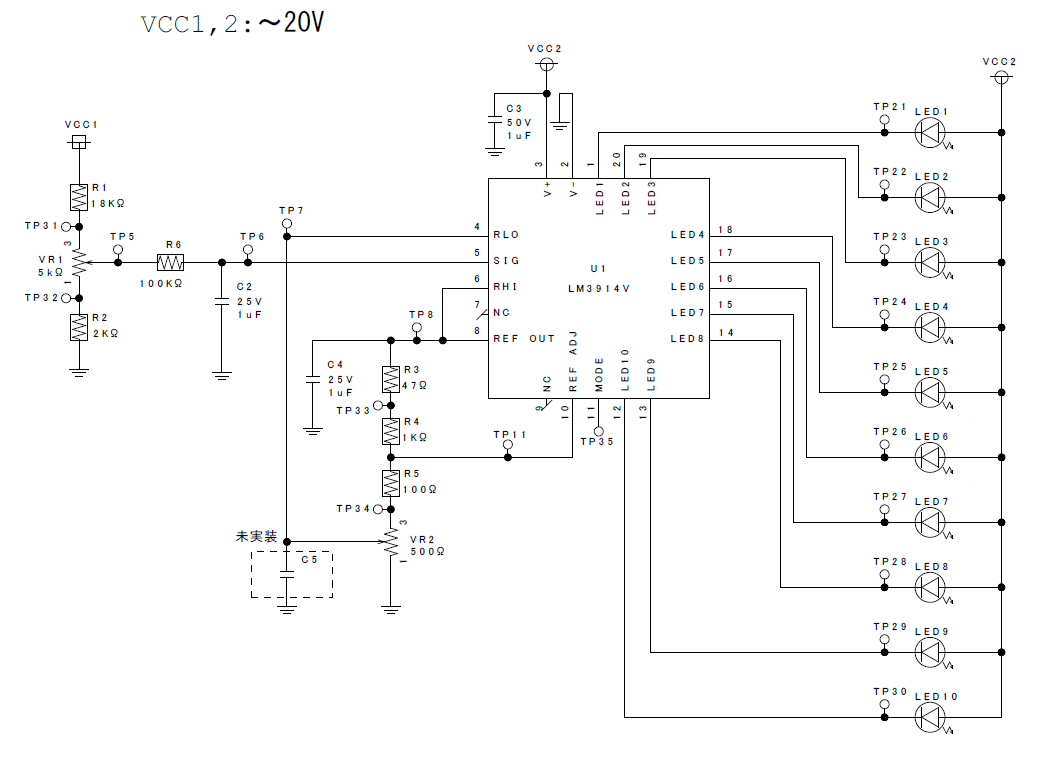 VCC1,2:～20V
VCC2
VCC2
C3
50V
1uF
VCC1
R1
18KΩ
TP31
3
VR1
5kΩ
1
TP32
R2
2KΩ
TP5
R6
100KΩ
TP6
C2
25V
1uF
TP7
3
2
1
20
19
V+
V-
LED1
LED2
LED3
4
RLO
5
SIG
6
RHI
7
NC
8
REF OUT
U1
LM3914V
LED4
18
LED5
17
LED6
16
LED7
15
LED8
14
NC
REF ADJ
MODE
LED10
LED9
9
10
11
12
13
TP35
TP8
C4
25V
1uF
R3
47Ω
TP33
R4
1KΩ
TP11
R5
100Ω
TP34
3
VR2
500Ω
1
未実装
C5
TP21
LED1
TP22
LED2
TP23
LED3
TP24
LED4
TP25
LED5
TP26
LED6
TP27
LED7
TP28
LED8
TP29
LED9
TP30
LED10